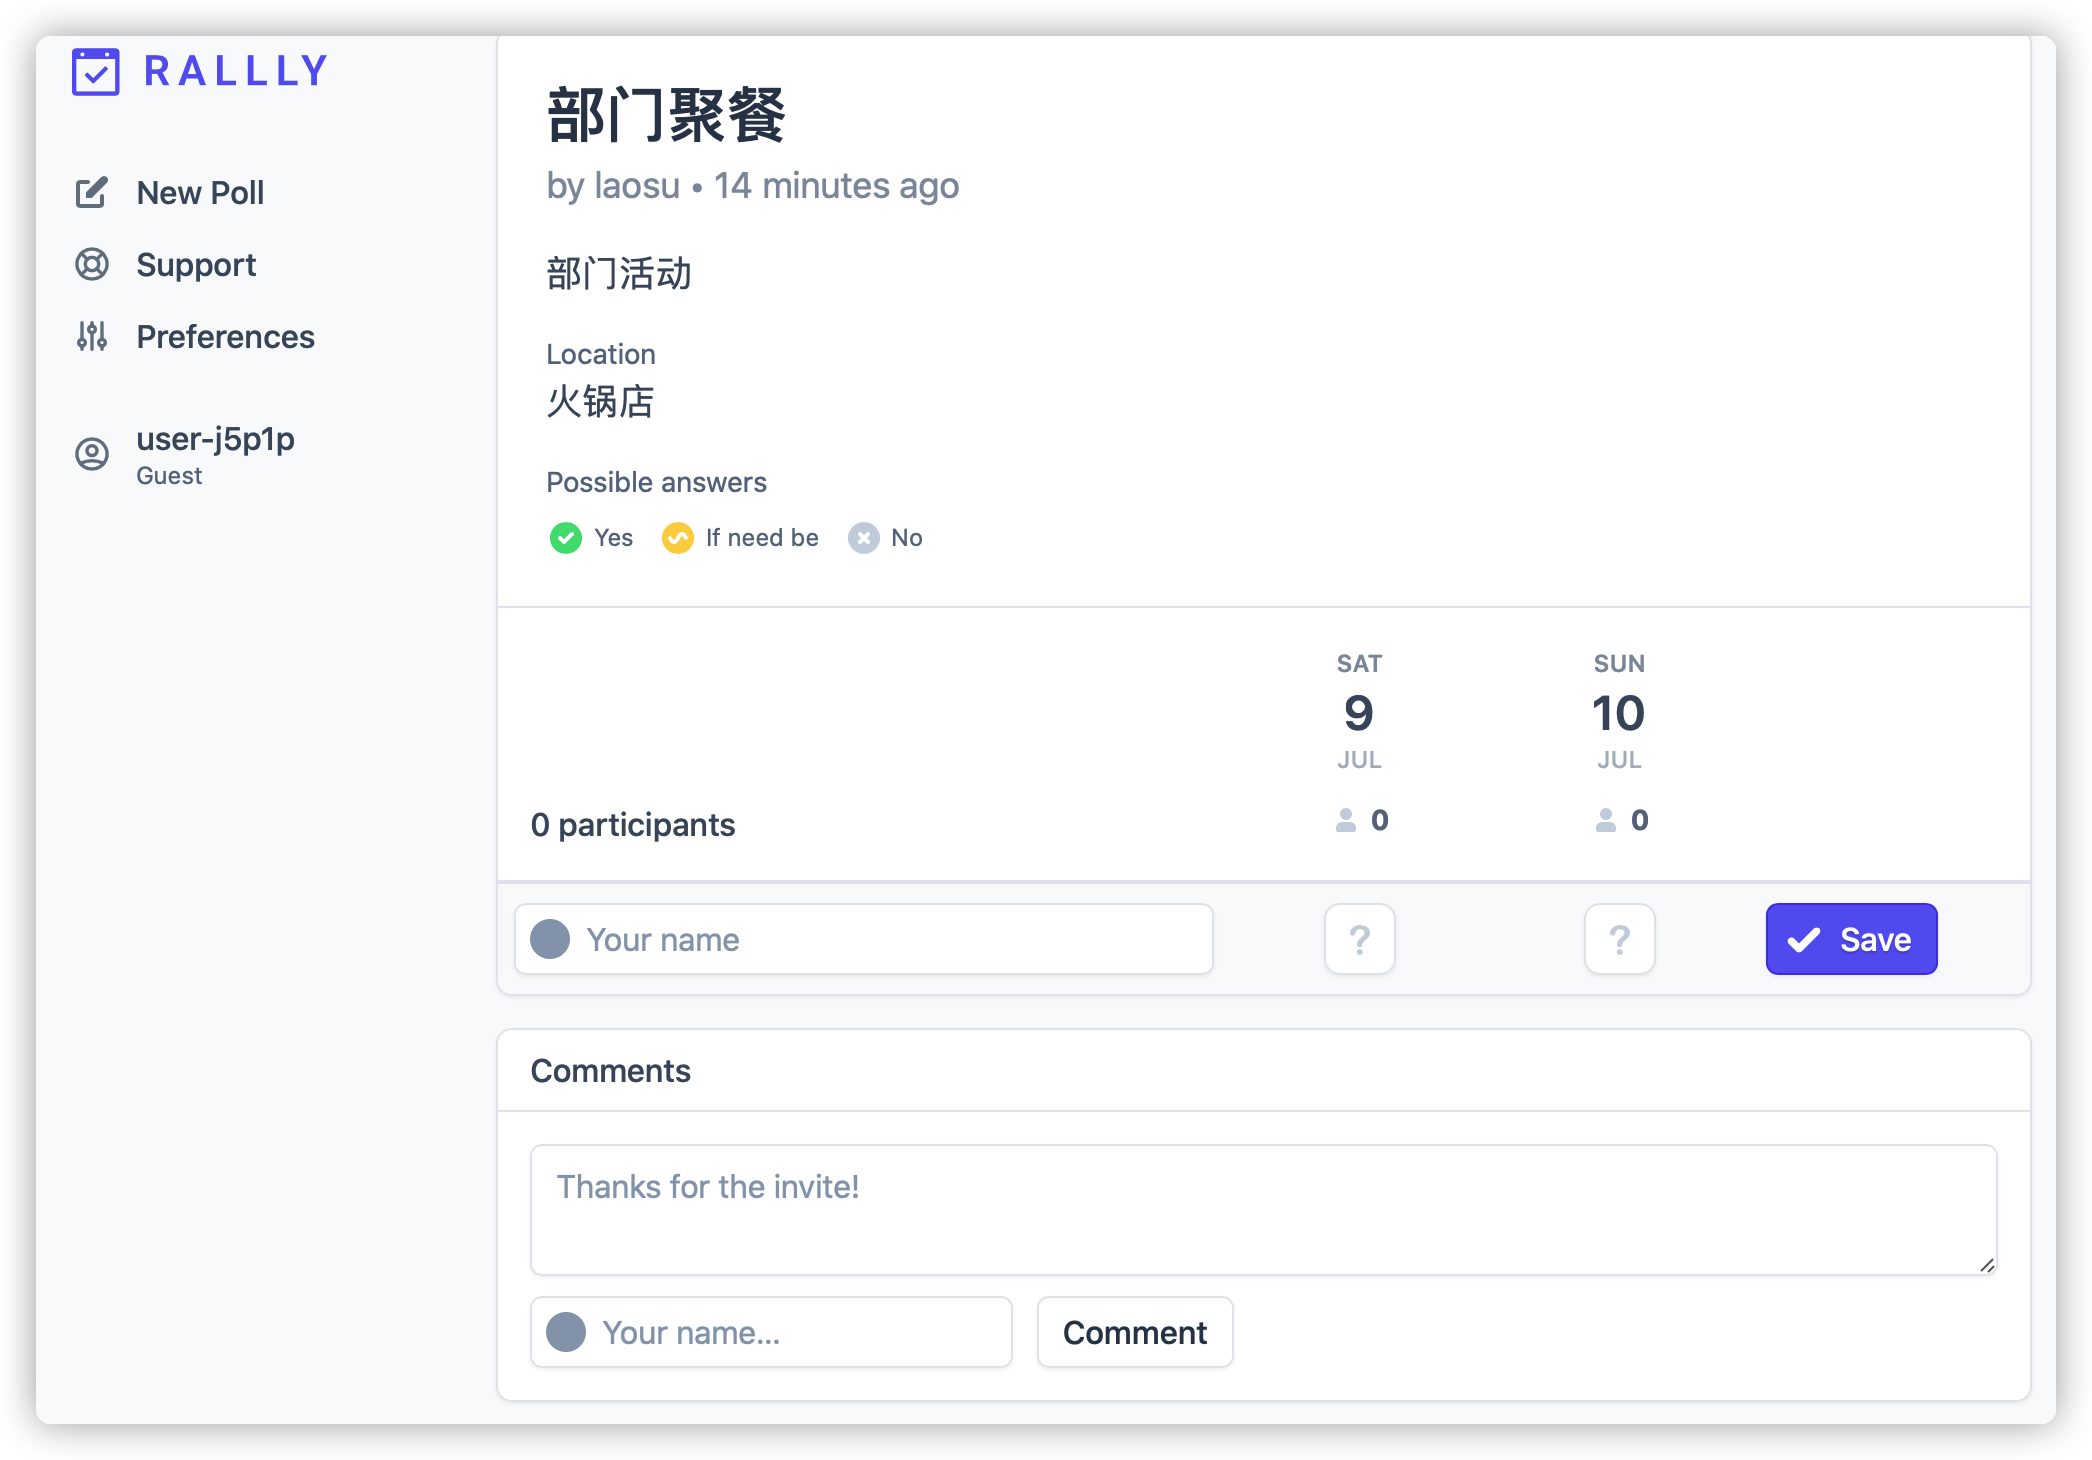 RALLLY
New Poll
Support
Preferences
user-j5p1p
Guest
部门聚餐
by laosu • 14 minutes ago
部门活动
Location
火锅店
Possible answers
Yes If need be No
SAT SUN
9 10
JUL JUL
0 participants 0 0
Your name ? ? Save
Comments
Thanks for the invite!
Your name... Comment